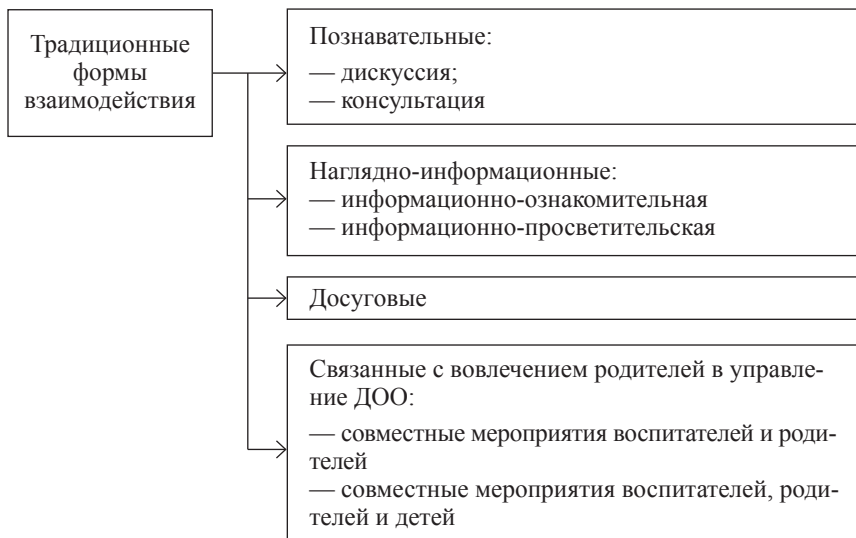 Традиционные
формы
взаимодействия
Познавательные:
— дискуссия;
— консультация
Наглядно-информационные:
— информационно-ознакомительная
— информационно-просветительская
Досуговые
Связанные с вовлечением родителей в управле-
ние ДОО:
— совместные мероприятия воспитателей и роди-
телей
— совместные мероприятия воспитателей, роди-
телей и детей